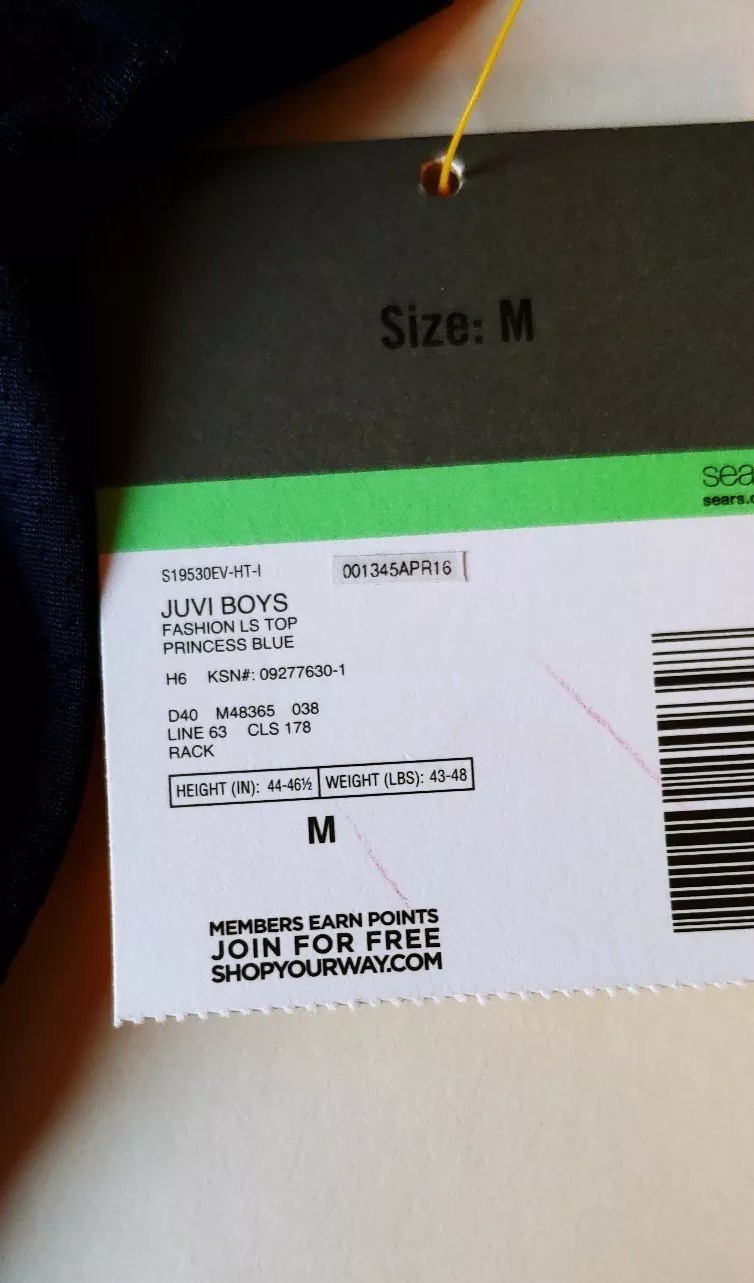 Size: M
S19530EV-HT-I 001345APR16
JUVI BOYS
FASHION LS TOP
PRINCESS BLUE
H6 KSN#: 09277630-1
D40 M48365 038
LINE 63 CLS 178
RACK
HEIGHT (IN): 44-46½ WEIGHT (LBS): 43-48
M
MEMBERS EARN POINTS
JOIN FOR FREE
SHOPYOURWAY.COM